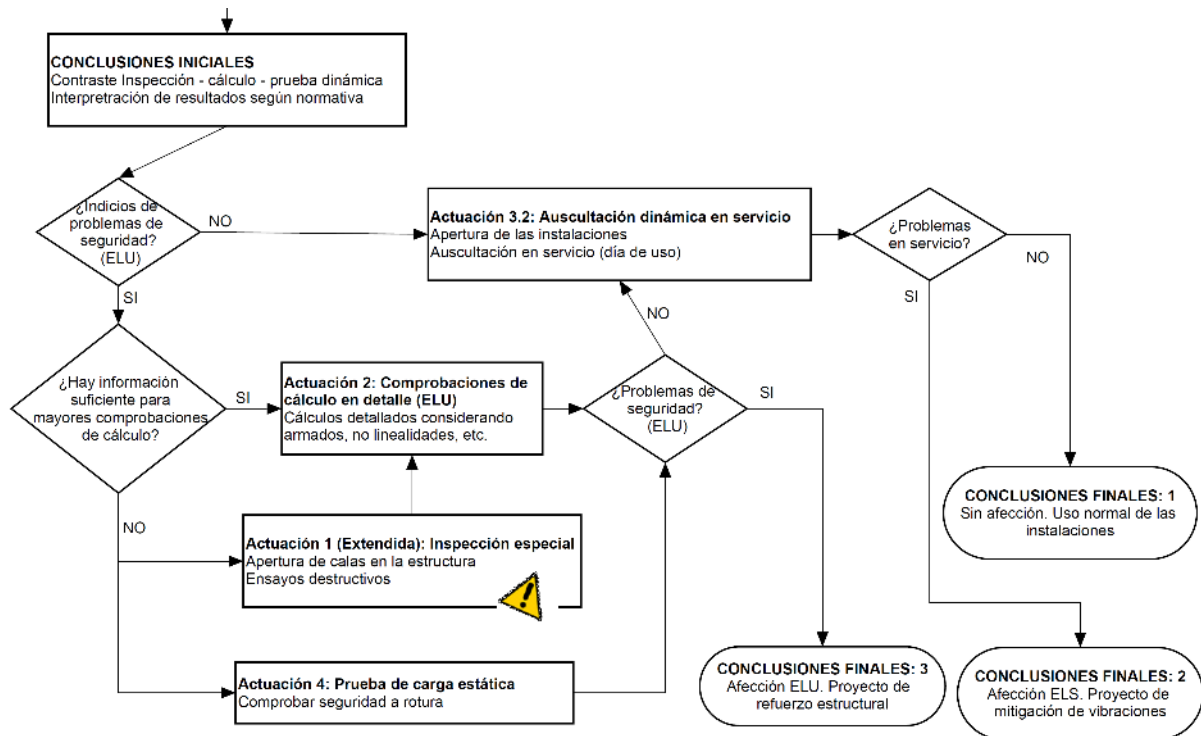 CONCLUSIONES INICIALES
Contraste Inspección - cálculo - prueba dinámica
Interpretración de resultados según normativa
¿Indicios de
problemas de
seguridad?
(ELU)
NO
SI
Actuación 3.2: Auscultación dinámica en servicio
Apertura de las instalaciones
Auscultación en servicio (día de uso)
¿Problemas
en servicio?
NO
SI
¿Hay información
suficiente para
mayores comprobaciones
de cálculo?
SI
NO
Actuación 2: Comprobaciones de
cálculo en detalle (ELU)
Cálculos detallados considerando
armados, no linealidades, etc.
NO
¿Problemas de
seguridad?
(ELU)
SI
Actuación 1 (Extendida): Inspección especial
Apertura de calas en la estructura
Ensayos destructivos
!
CONCLUSIONES FINALES: 1
Sin afección. Uso normal de las
instalaciones
Actuación 4: Prueba de carga estática
Comprobar seguridad a rotura
CONCLUSIONES FINALES: 3
Afección ELU. Proyecto de
refuerzo estructural
CONCLUSIONES FINALES: 2
Afección ELS. Proyecto de
mitigación de vibraciones